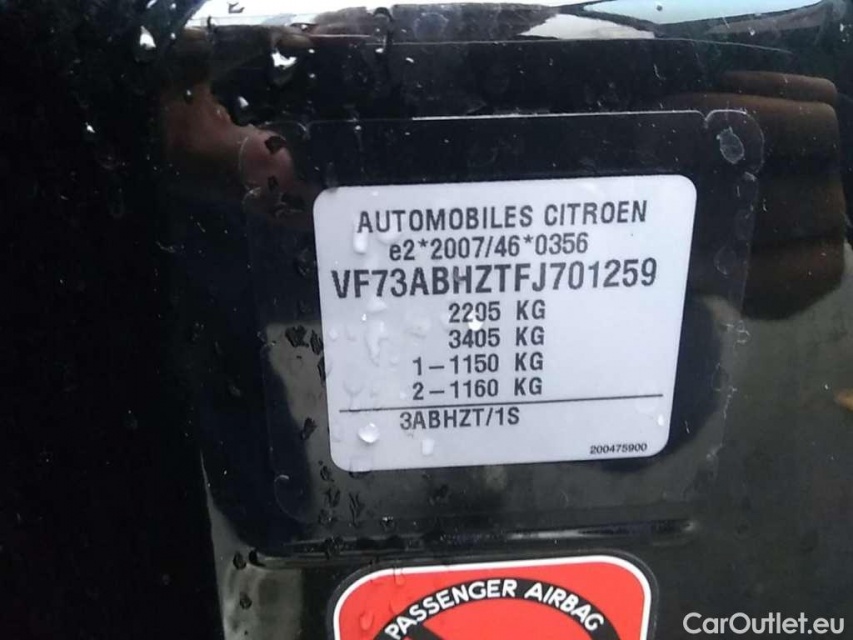 AUTOMOBILES CITROEN
e2*2007/46*0356
VF73ABHZTFJ701259
2205 KG
3405 KG
1-1150 KG
2-1160 KG
3ABHZT/1S
200475900
PASSENGER AIRBAG
CarOutlet.eu